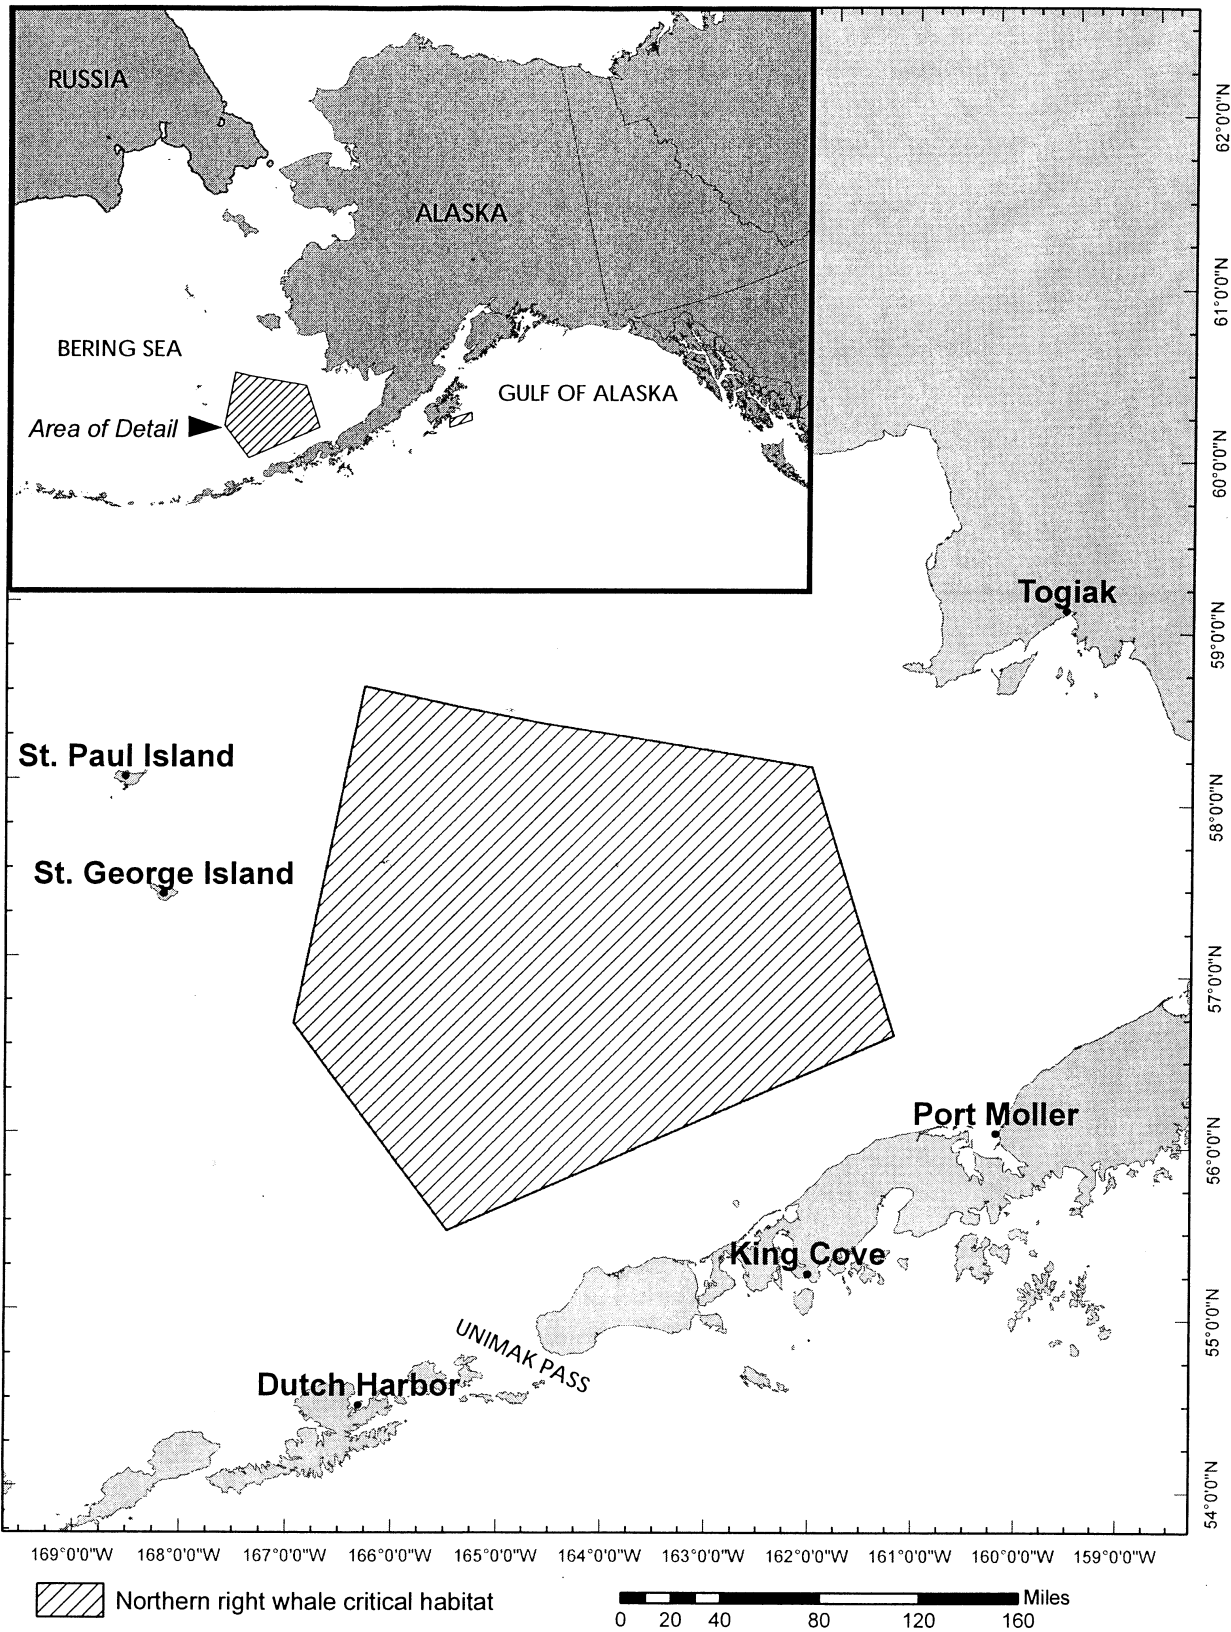 RUSSIA
ALASKA
BERING SEA
GULF OF ALASKA
Area of Detail
62°0'0"N
61°0'0"N
60°0'0"N
Togiak
59°0'0"N
St. Paul Island
58°0'0"N
St. George Island
57°0'0"N
Port Moller
56°0'0"N
King Cove
55°0'0"N
UNIMAK PASS
Dutch Harbor
54°0'0"N
169°0'0"W 168°0'0"W 167°0'0"W 166°0'0"W 165°0'0"W 164°0'0"W 163°0'0"W 162°0'0"W 161°0'0"W 160°0'0"W 159°0'0"W
Northern right whale critical habitat
Miles
0 20 40 80 120 160